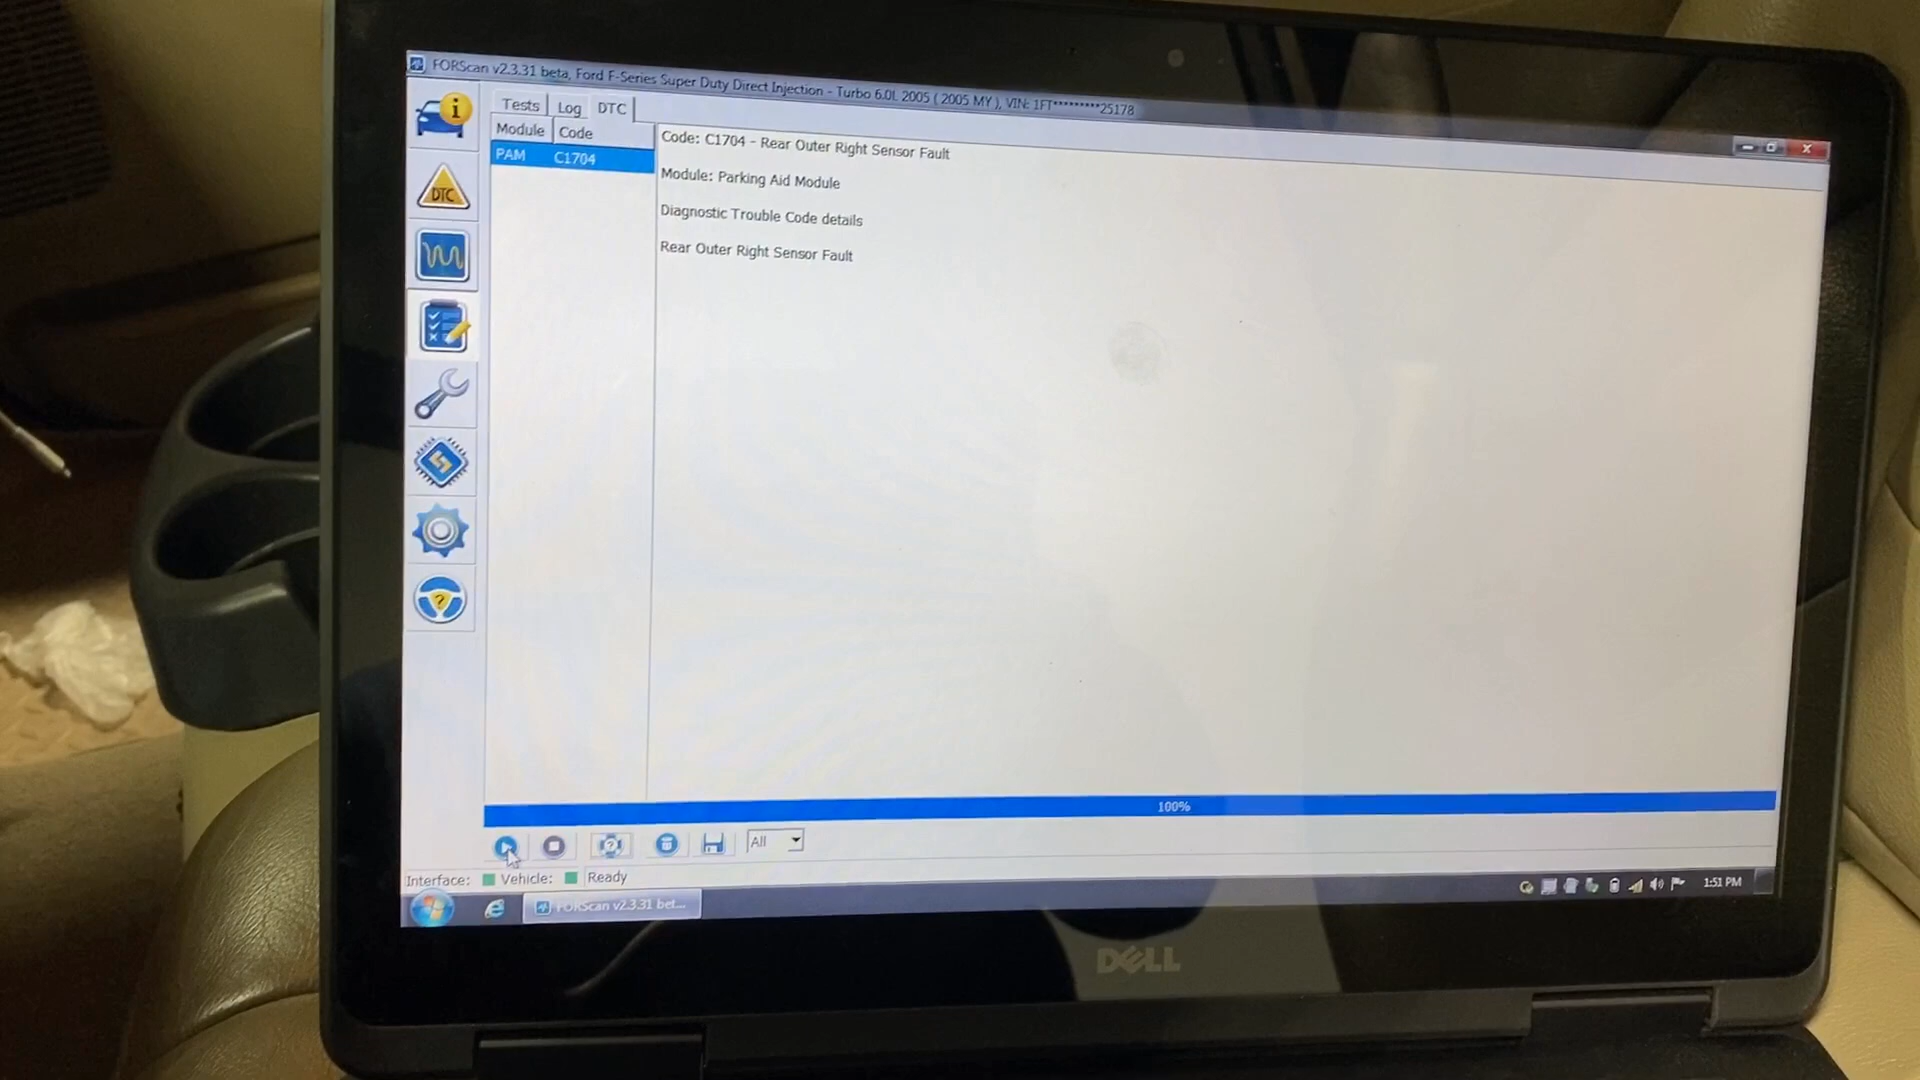 FORScan v2.3.31 beta, Ford F-Series Super Duty Direct Injection - Turbo 6.0L 2005 ( 2005 MY ), VIN: 1FT*********25178
Tests Log DTC
Module Code
PAM C1704
Code: C1704 - Rear Outer Right Sensor Fault
Module: Parking Aid Module
Diagnostic Trouble Code details
Rear Outer Right Sensor Fault
DTC
100%
All
Interface: Vehicle: Ready
FORScan v2.3.31 bet...
1:51 PM
DELL